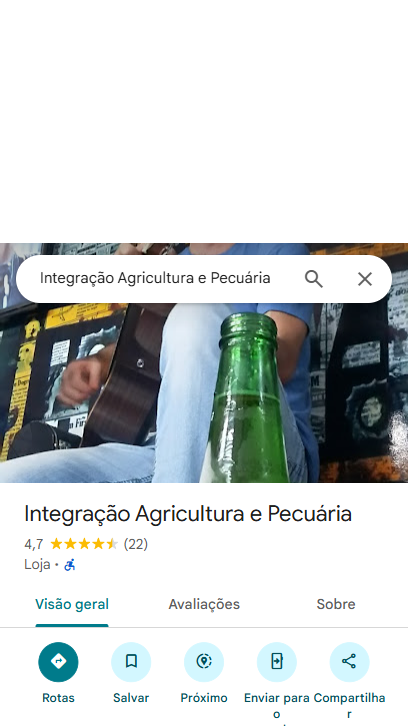 Integração Agricultura e Pecuária
Integração Agricultura e Pecuária
4,7 (22)
Loja •
Visão geral Avaliações Sobre
Rotas Salvar Próximo Enviar para Compartilha
o r